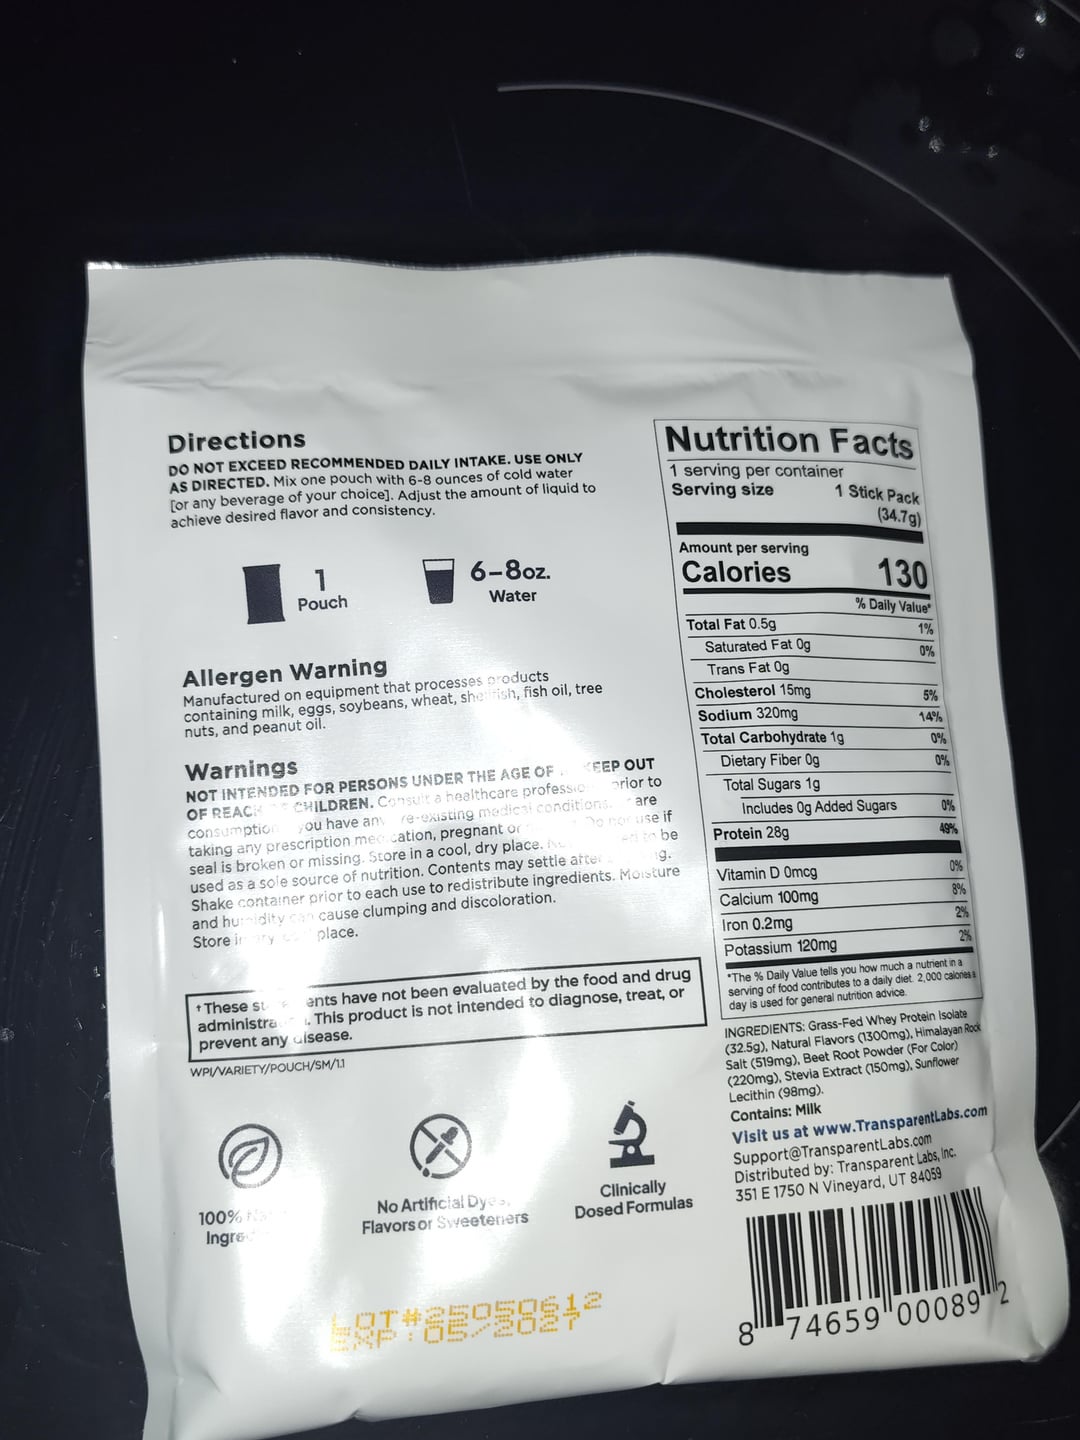 Directions
DO NOT EXCEED RECOMMENDED DAILY INTAKE. USE ONLY
AS DIRECTED. Mix one pouch with 6-8 ounces of cold water
[or any beverage of your choice]. Adjust the amount of liquid to
achieve desired flavor and consistency.
1
Pouch
6–8oz.
Water
Allergen Warning
Manufactured on equipment that processes products
containing milk, eggs, soybeans, wheat, shellfish, fish oil, tree
nuts, and peanut oil.
Warnings
NOT INTENDED FOR PERSONS UNDER THE AGE OF KEEP OUT
OF REACH OF CHILDREN. Consult a healthcare professional prior to
consumption you have any pre-existing medical conditions. are
taking any prescription medication, pregnant or Do not use if
seal is broken or missing. Store in a cool, dry place. to be
used as a sole source of nutrition. Contents may settle after
Shake container prior to each use to redistribute ingredients. Moisture
and humidity can cause clumping and discoloration.
Store in dry, place.
†These have not been evaluated by the food and drug
administration. This product is not intended to diagnose, treat, or
prevent any disease.
WPI/VARIETY/POUCH/SM/1.1
100%
No Artificial Dyes,
Flavors or Sweeteners
Clinically
Dosed Formulas
LOT#25050612
EXP:05/2027
Nutrition Facts
1 serving per container
Serving size 1 Stick Pack
(34.7g)
Amount per serving
Calories 130
% Daily Value*
Total Fat 0.5g 1%
Saturated Fat 0g 0%
Trans Fat 0g
Cholesterol 15mg 5%
Sodium 320mg 14%
Total Carbohydrate 1g 0%
Dietary Fiber 0g 0%
Total Sugars 1g
Includes 0g Added Sugars 0%
Protein 28g 49%
Vitamin D 0mcg 0%
Calcium 100mg 8%
Iron 0.2mg 2%
Potassium 120mg 2%
*The % Daily Value tells you how much a nutrient in a
serving of food contributes to a daily diet. 2,000 calories a
day is used for general nutrition advice.
INGREDIENTS: Grass-Fed Whey Protein Isolate
(32.5g), Natural Flavors (1300mg), Himalayan Rock
Salt (519mg), Beet Root Powder (For Color)
(220mg), Stevia Extract (150mg), Sunflower
Lecithin (98mg).
Contains: Milk
Visit us at www.TransparentLabs.com
Support@TransparentLabs.com
Distributed by: Transparent Labs, Inc.
351 E 1750 N Vineyard, UT 84059
8 74659 00089 2